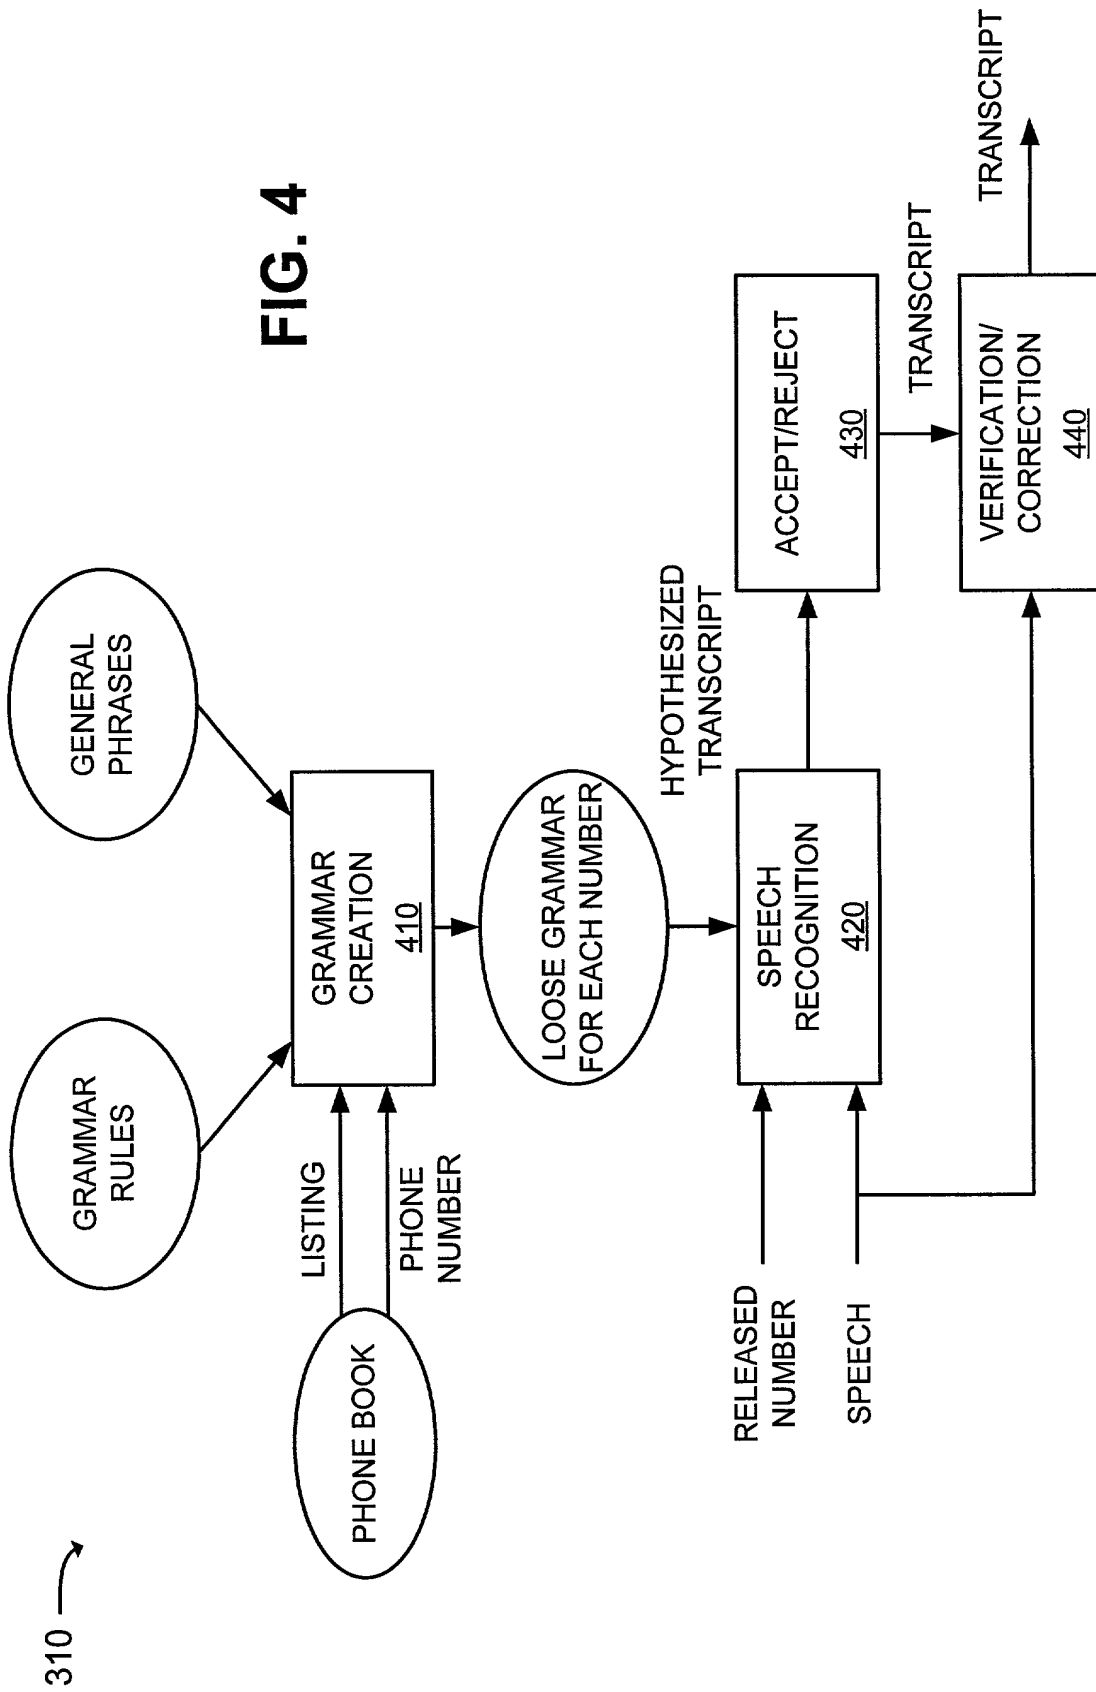 310
FIG. 4
GRAMMAR
RULES
GENERAL
PHRASES
PHONE BOOK
LISTING
PHONE
NUMBER
GRAMMAR
CREATION
410
LOOSE GRAMMAR
FOR EACH NUMBER
RELEASED
NUMBER
SPEECH
SPEECH
RECOGNITION
420
HYPOTHESIZED
TRANSCRIPT
ACCEPT/REJECT
430
TRANSCRIPT
VERIFICATION/
CORRECTION
440
TRANSCRIPT